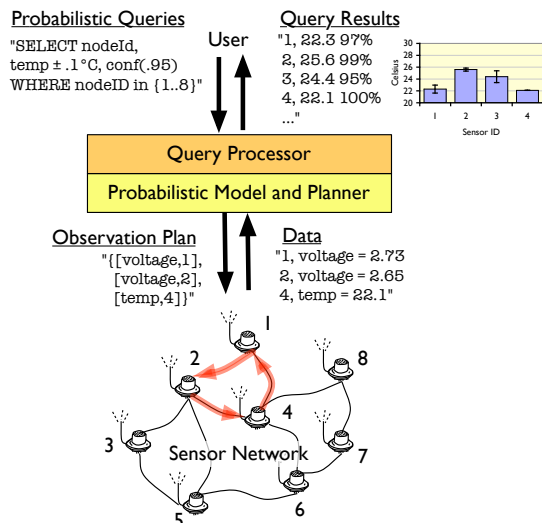 Probabilistic Queries
"SELECT nodeId,
temp ± .1°C, conf(.95)
WHERE nodeID in {1..8}"
User
Query Results
"1, 22.3 97%
2, 25.6 99%
3, 24.4 95%
4, 22.1 100%
..."
Celsius
30
28
26
24
22
20
1 2 3 4
Sensor ID
Query Processor
Probabilistic Model and Planner
Observation Plan
"{[voltage,1],
[voltage,2],
[temp,4]}"
Data
"1, voltage = 2.73
2, voltage = 2.65
4, temp = 22.1"
1
2
8
4
3
Sensor Network
7
5
6